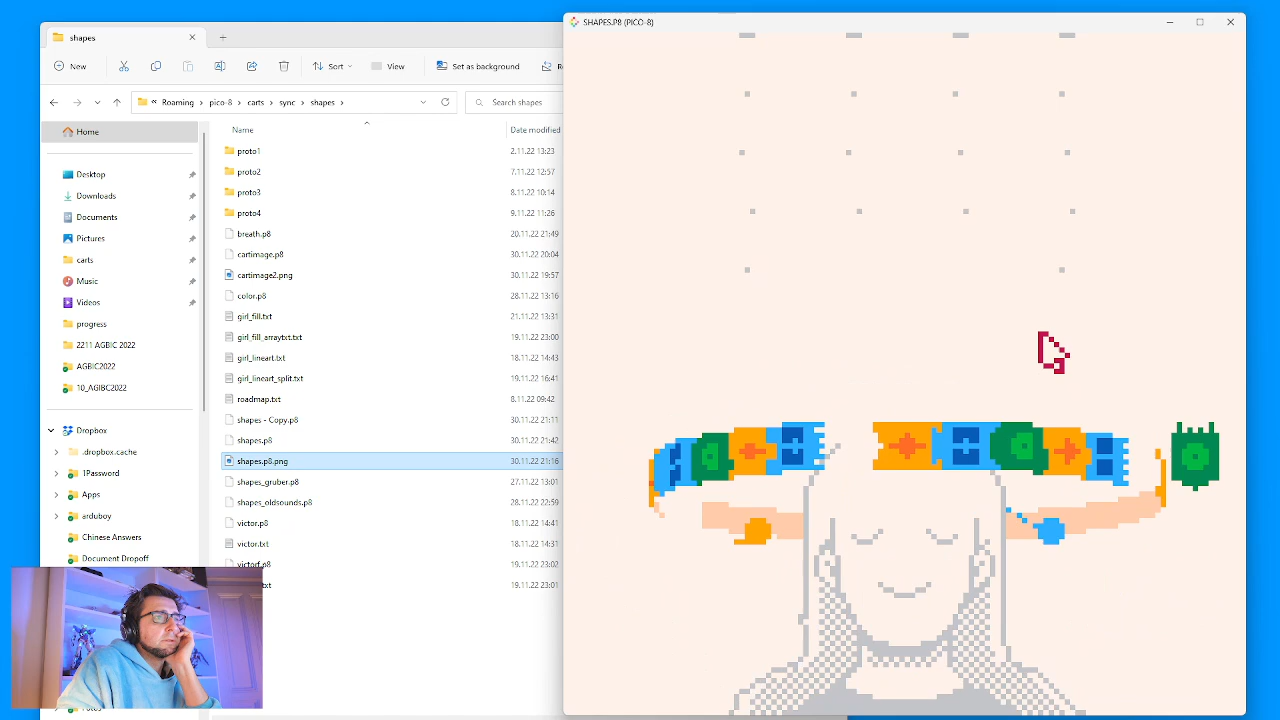 shapes
SHAPES.P8 (PICO-8)
New
Sort
View
Set as background
Roaming
pico-8
carts
sync
shapes
Search shapes
Home
Name
Date modified
Desktop
Downloads
Documents
Pictures
carts
Music
Videos
progress
2211 AGBIC 2022
AGBIC2022
10_AGIBC2022
Dropbox
.dropbox.cache
1Password
Apps
arduboy
Chinese Answers
Document Dropoff
proto1 2.11.22 13:23
proto2 7.11.22 12:57
proto3 8.11.22 10:14
proto4 9.11.22 11:26
breath.p8 20.11.22 21:49
cartimage.p8 30.11.22 20:04
cartimage2.png 30.11.22 19:57
color.p8 28.11.22 13:16
girl_fill.txt 21.11.22 13:31
girl_fill_arraytxt.txt 19.11.22 23:00
girl_lineart.txt 18.11.22 14:43
girl_lineart_split.txt 19.11.22 16:41
roadmap.txt 8.11.22 09:42
shapes - Copy.p8 30.11.22 21:11
shapes.p8 30.11.22 21:42
shapes.p8.png 30.11.22 21:16
shapes_gruber.p8 27.11.22 13:01
shapes_oldsounds.p8 28.11.22 22:59
victor.p8 18.11.22 14:41
victor.txt 18.11.22 14:31
19.11.22 23:02
19.11.22 23:01